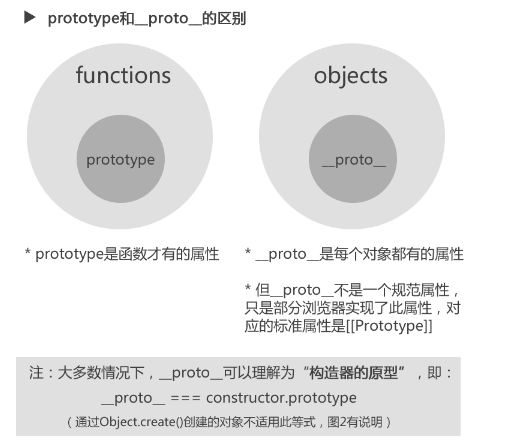 ▶ prototype和__proto__的区别
functions
objects
prototype
__proto__
* prototype是函数才有的属性
* __proto__是每个对象都有的属性
* 但__proto__不是一个规范属性，
只是部分浏览器实现了此属性，对
应的标准属性是[[Prototype]]
注：大多数情况下，__proto__可以理解为“构造器的原型”，即：
__proto__ === constructor.prototype
（通过Object.create()创建的对象不适用此等式，图2有说明）